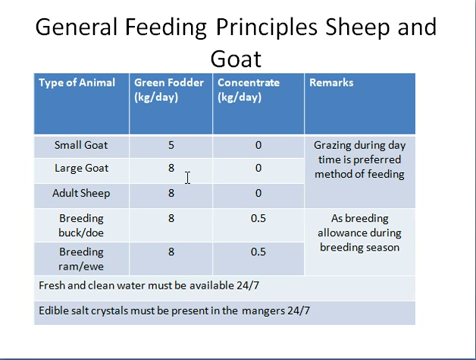 General Feeding Principles Sheep and
Goat
Type of Animal Green Fodder Concentrate Remarks
(kg/day) (kg/day)
Small Goat 5 0 Grazing during day
time is preferred
method of feeding
Large Goat 8 0
Adult Sheep 8 0
Breeding 8 0.5 As breeding
buck/doe allowance during
breeding season
Breeding 8 0.5
ram/ewe
Fresh and clean water must be available 24/7
Edible salt crystals must be present in the mangers 24/7